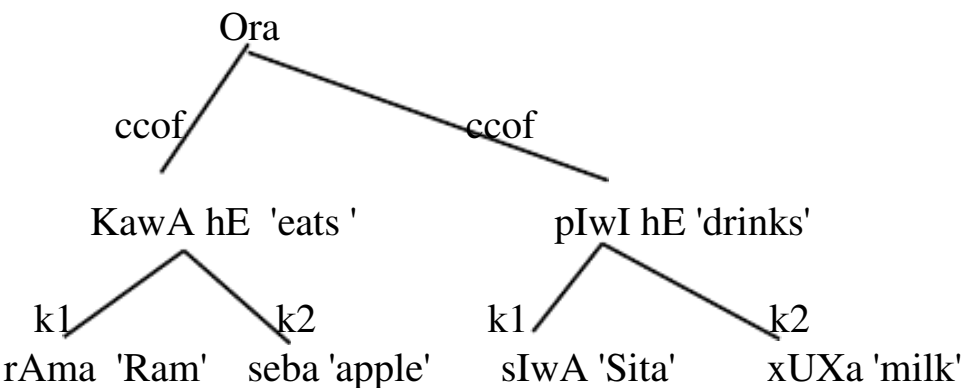 Ora
ccof ccof
KawA hE 'eats ' pIwI hE 'drinks'
k1 k2 k1 k2
rAma 'Ram' seba 'apple' sIwA 'Sita' xUXa 'milk'